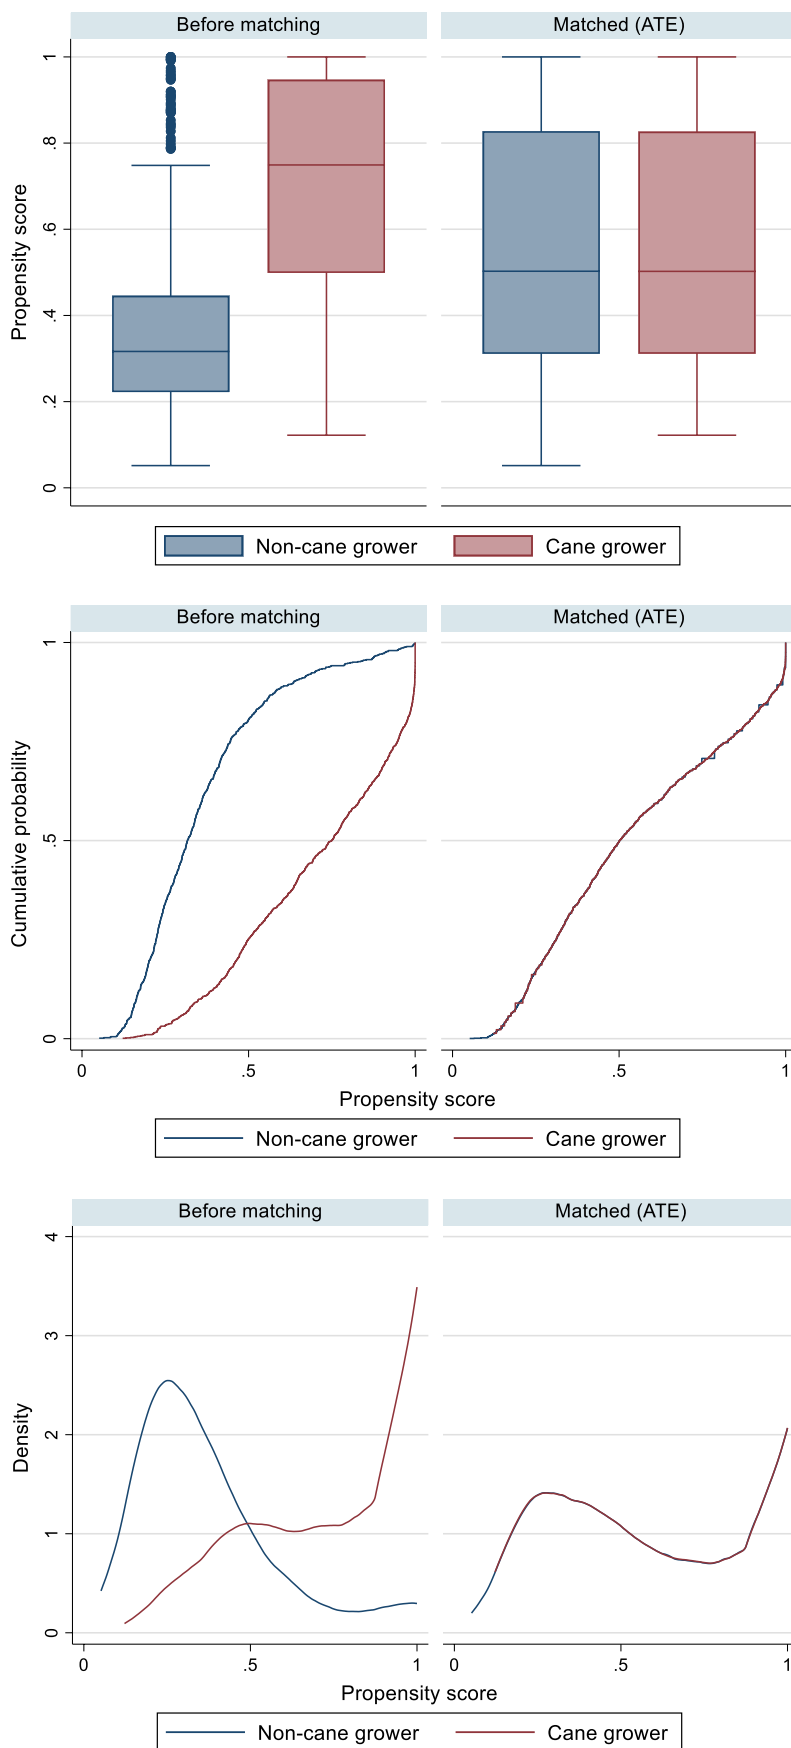 Before matching Matched (ATE)
Propensity score
1
.8
.6
.4
.2
0
Non-cane grower Cane grower
Before matching Matched (ATE)
Cumulative probability
1
.5
0
0 .5 1 0 .5 1
Propensity score
Non-cane grower Cane grower
Before matching Matched (ATE)
Density
4
3
2
1
0
0 .5 1 0 .5 1
Propensity score
Non-cane grower Cane grower